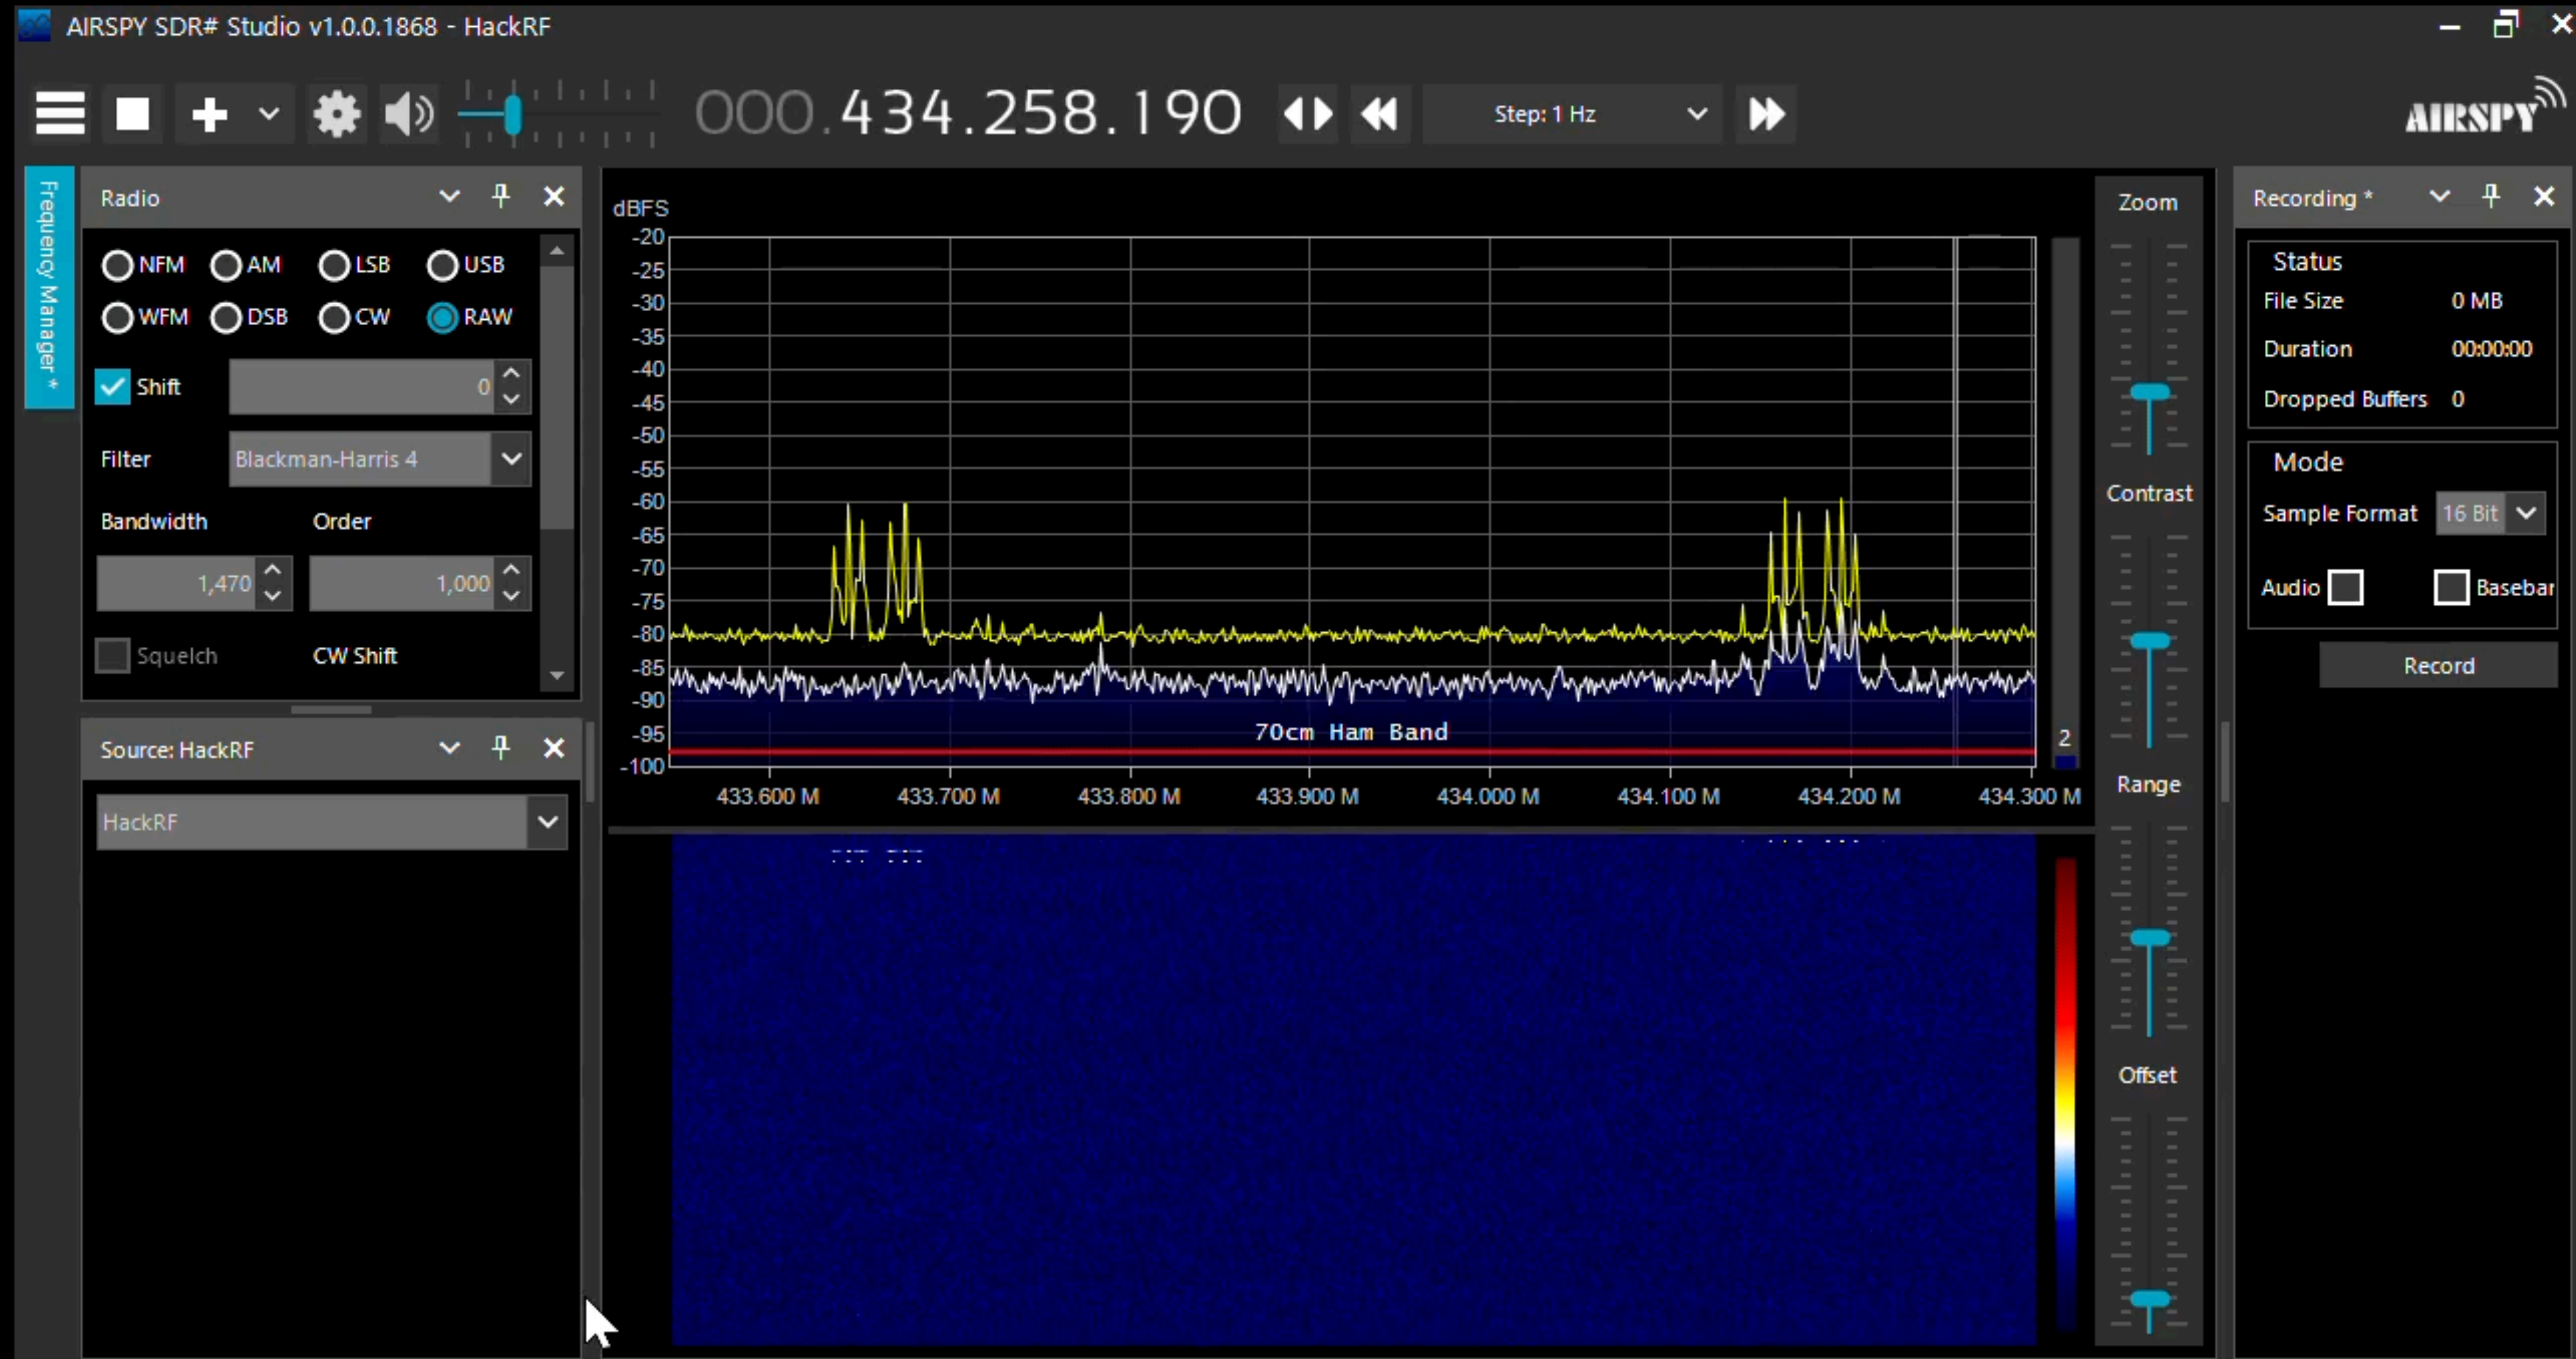 AIRSPY SDR# Studio v1.0.0.1868 - HackRF
000.434.258.190
Step: 1 Hz
AIRSPY
Frequency Manager *
Radio
NFM AM LSB USB
WFM DSB CW RAW
Shift 0
Filter Blackman-Harris 4
Bandwidth Order
1,470 1,000
Squelch CW Shift
Source: HackRF
HackRF
dBFS
-20
-25
-30
-35
-40
-45
-50
-55
-60
-65
-70
-75
-80
-85
-90
-95
-100
70cm Ham Band
2
433.600 M 433.700 M 433.800 M 433.900 M 434.000 M 434.100 M 434.200 M 434.300 M
Zoom
Contrast
Range
Offset
Recording *
Status
File Size 0 MB
Duration 00:00:00
Dropped Buffers 0
Mode
Sample Format 16 Bit
Audio Basebar
Record